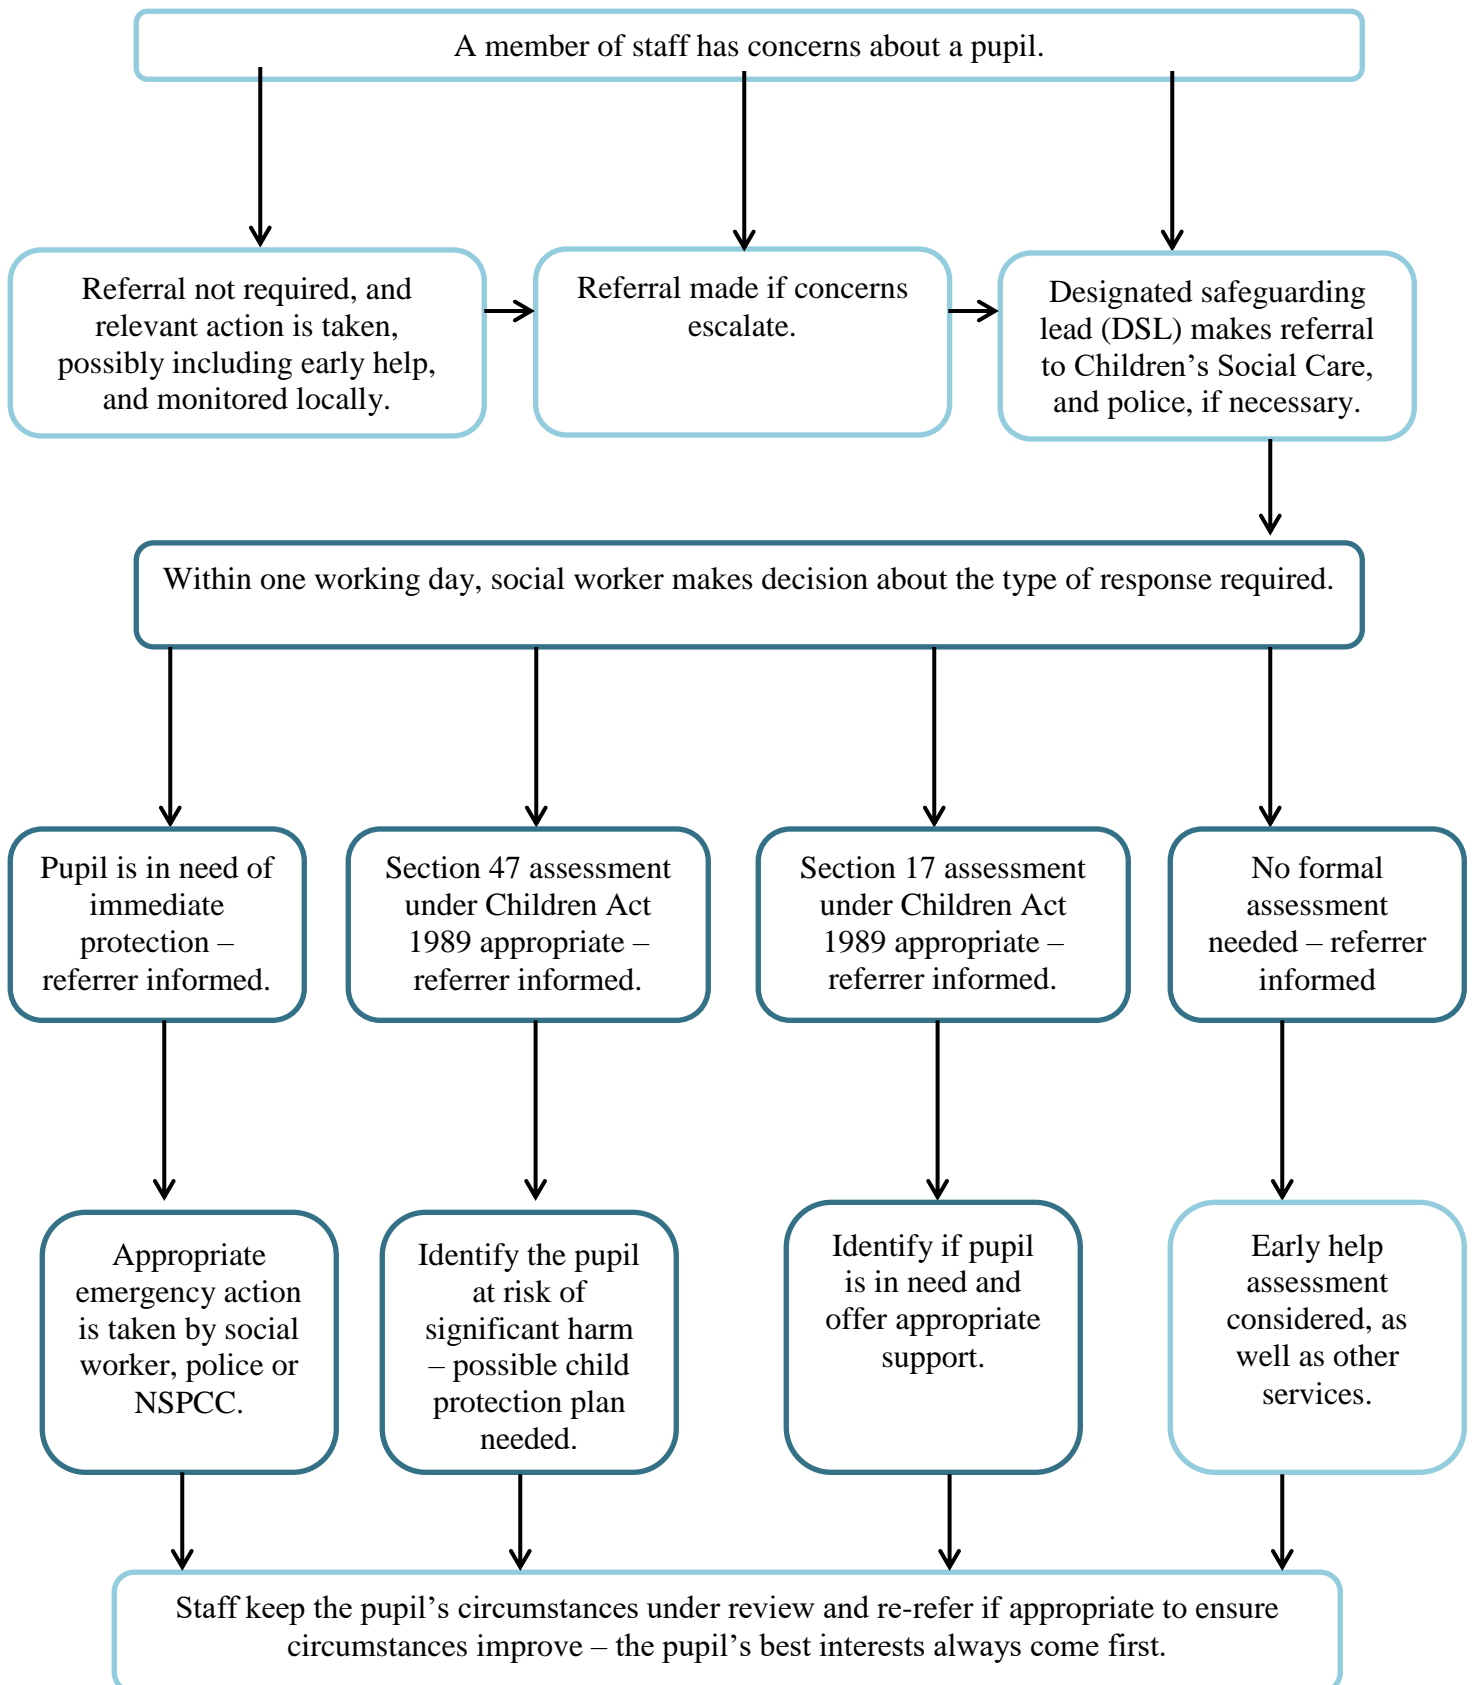 A member of staff has concerns about a pupil.
Referral not required, and
relevant action is taken,
possibly including early help,
and monitored locally.
Referral made if concerns
escalate.
Designated safeguarding
lead (DSL) makes referral
to Children’s Social Care,
and police, if necessary.
Within one working day, social worker makes decision about the type of response required.
Pupil is in need of
immediate
protection –
referrer informed.
Section 47 assessment
under Children Act
1989 appropriate –
referrer informed.
Section 17 assessment
under Children Act
1989 appropriate –
referrer informed.
No formal
assessment
needed – referrer
informed
Appropriate
emergency action
is taken by social
worker, police or
NSPCC.
Identify the pupil
at risk of
significant harm
– possible child
protection plan
needed.
Identify if pupil
is in need and
offer appropriate
support.
Early help
assessment
considered, as
well as other
services.
Staff keep the pupil’s circumstances under review and re-refer if appropriate to ensure
circumstances improve – the pupil’s best interests always come first.